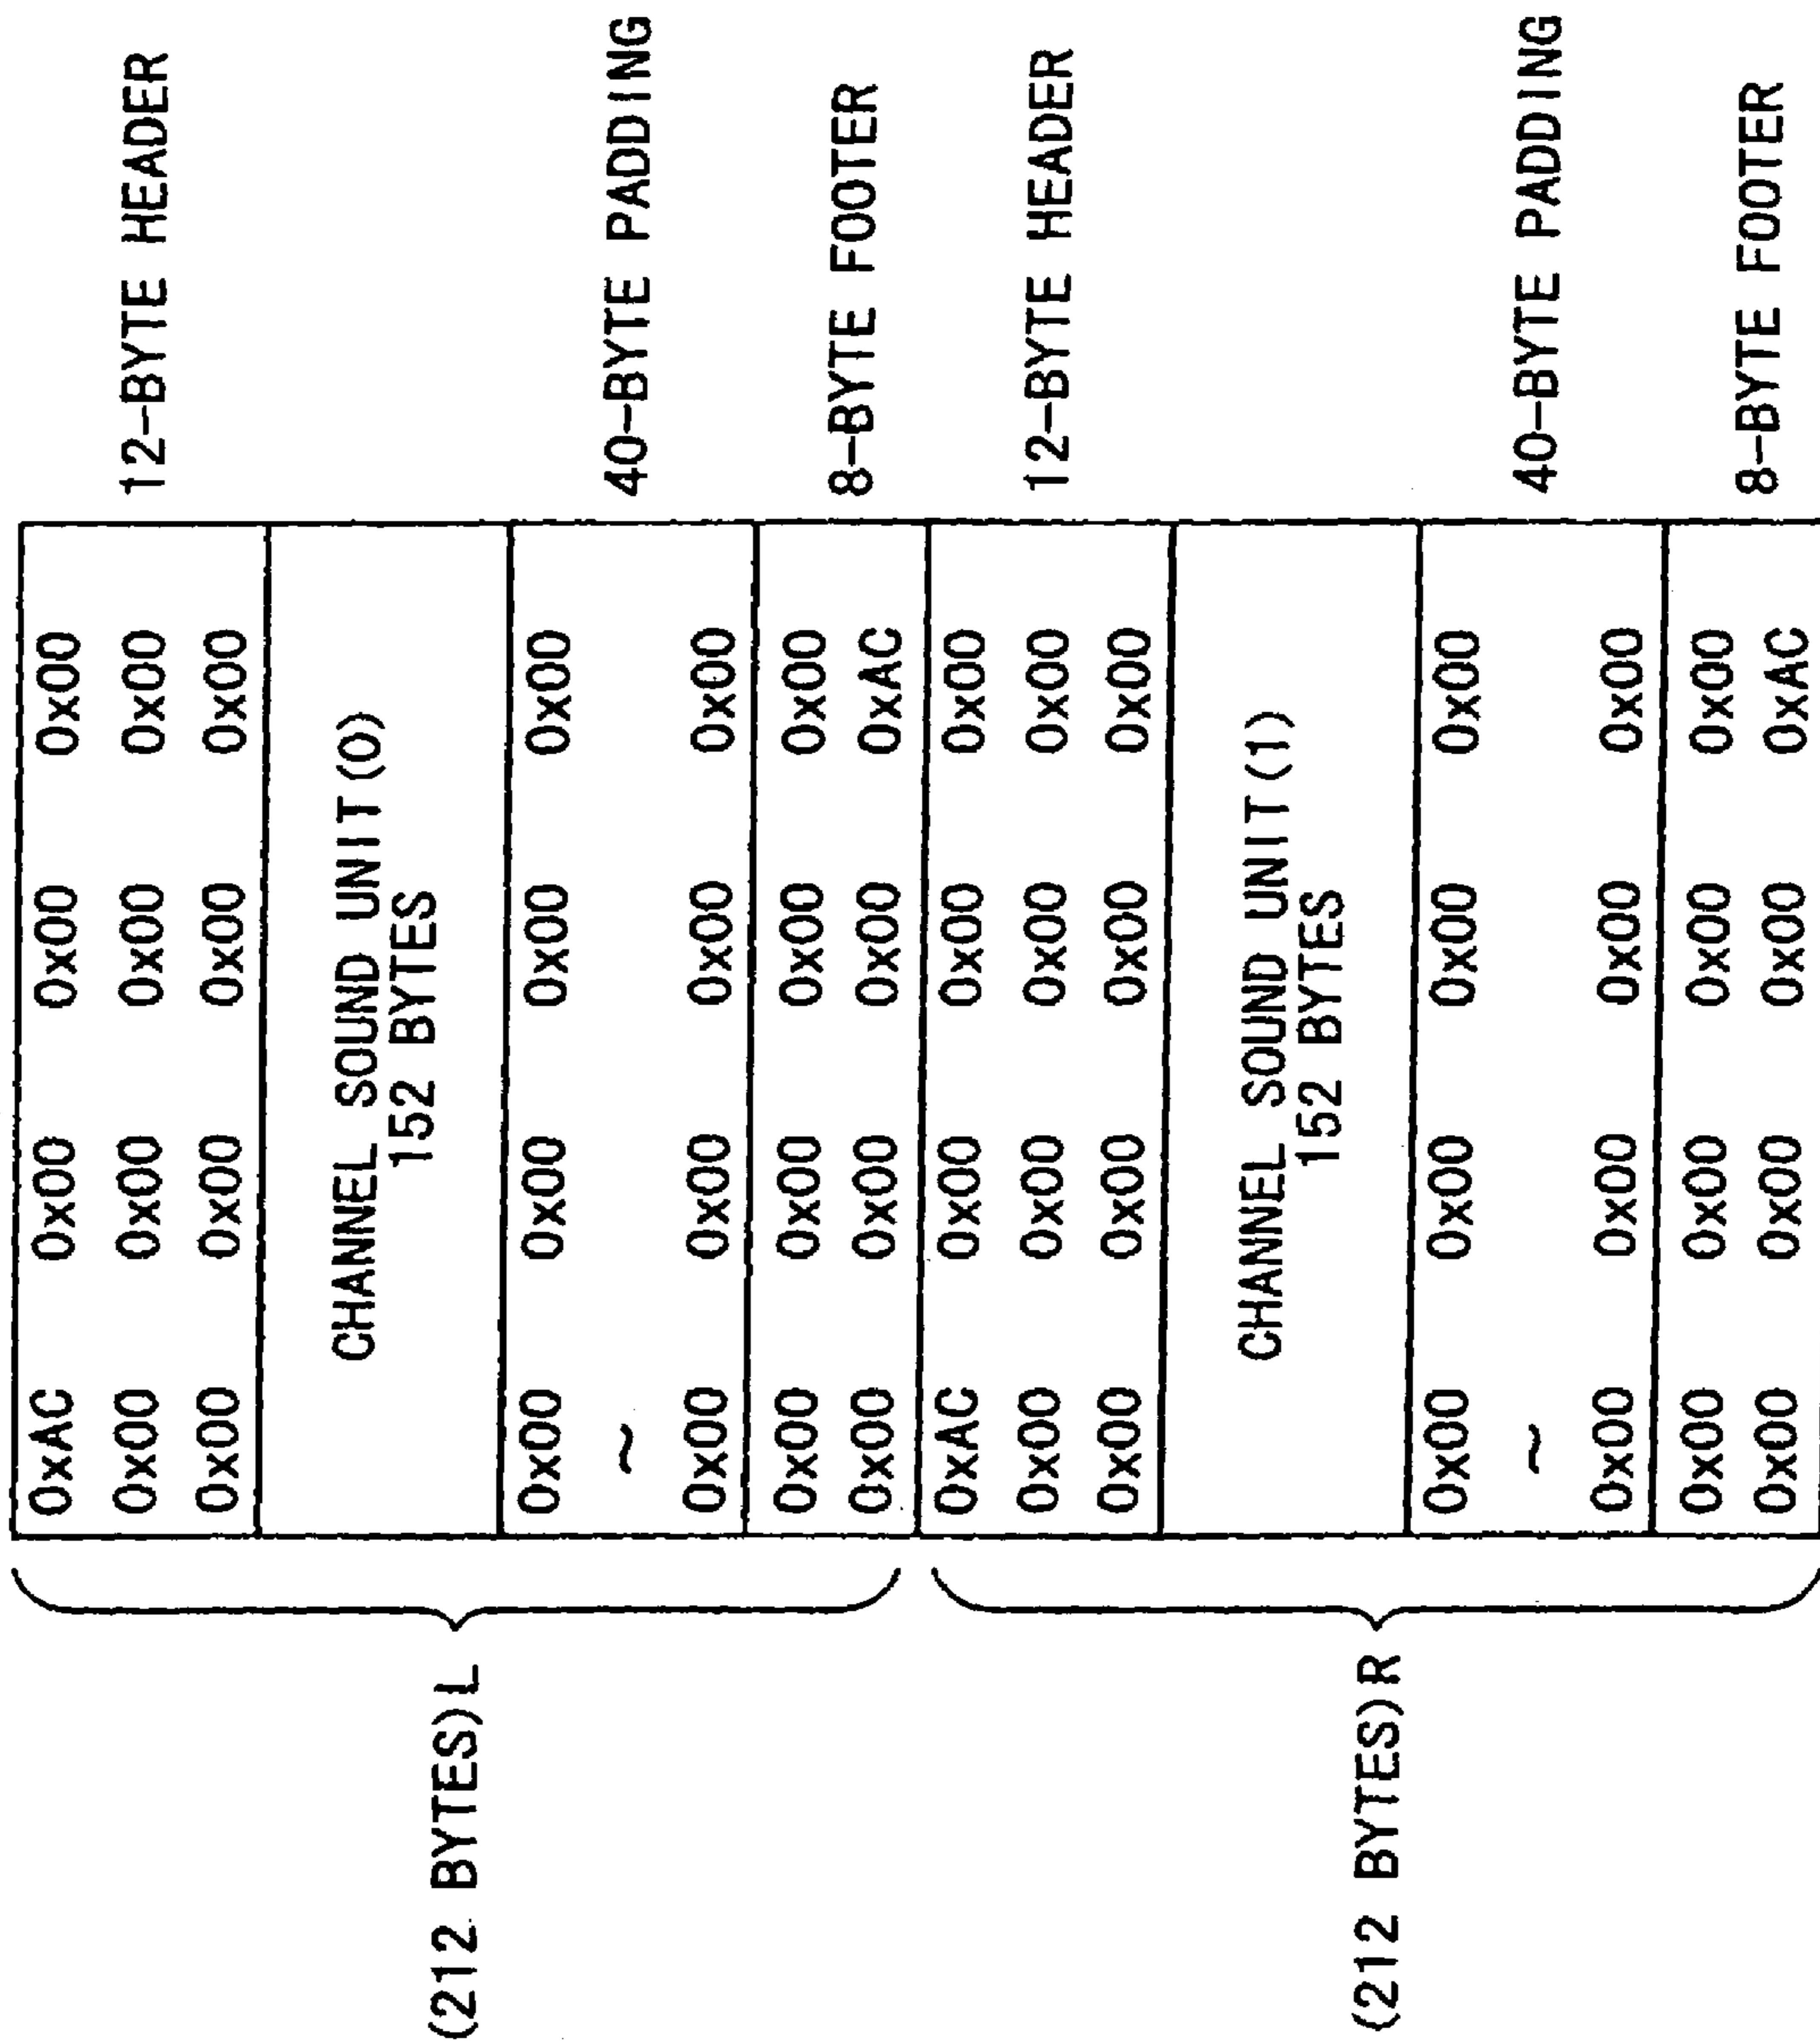 0xAC 0x00 0x00 0x00
0x00 0x00 0x00 0x00
0x00 0x00 0x00 0x00
12-BYTE HEADER
CHANNEL SOUND UNIT(0)
152 BYTES
0x00 0x00 0x00 0x00
~
0x00 0x00 0x00 0x00
40-BYTE PADDING
0x00 0x00 0x00 0x00
0x00 0x00 0x00 0xAC
8-BYTE FOOTER
(212 BYTES)L
0xAC 0x00 0x00 0x00
0x00 0x00 0x00 0x00
0x00 0x00 0x00 0x00
12-BYTE HEADER
CHANNEL SOUND UNIT(1)
152 BYTES
0x00 0x00 0x00 0x00
~
0x00 0x00 0x00 0x00
40-BYTE PADDING
0x00 0x00 0x00 0x00
0x00 0x00 0x00 0xAC
8-BYTE FOOTER
(212 BYTES)R